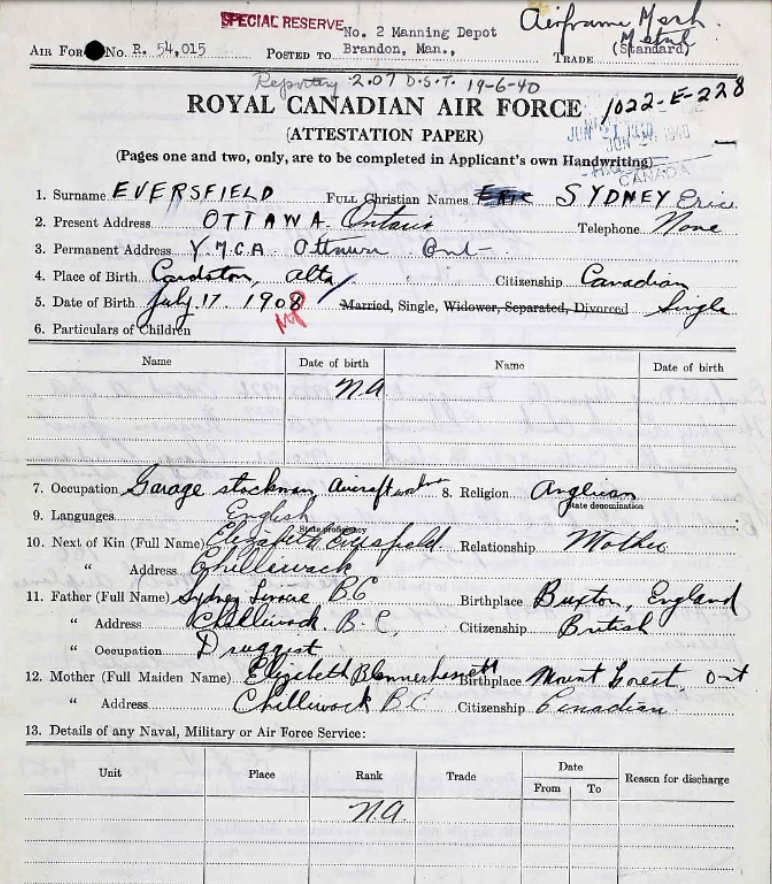 SPECIAL RESERVE
No. 2 Manning Depot
Airframe Mech.
Metal
AIR FOR No. R. 54,015 POSTED TO Brandon, Man., TRADE (Standard)
Reporting 2.07 D.S.T. 19-6-40
ROYAL CANADIAN AIR FORCE 1022-E-228
(ATTESTATION PAPER)
(Pages one and two, only, are to be completed in Applicant's own Handwriting)
CANADA
1. Surname EVERSFIELD FULL Christian Names ERIC SYDNEY Eric
2. Present Address OTTAWA Ontario Telephone None
3. Permanent Address Y.M.C.A Ottawa Ont-
4. Place of Birth Cardston, Alta. Citizenship Canadian
5. Date of Birth July 17 1908 Married, Single, Widower, Separated, Divorced Single
6. Particulars of Children
Name Date of birth Name Date of birth
N.A
7. Occupation Garage stockman, Aircraft 8. Religion Anglican
State denomination
9. Languages English
State proficiency
10. Next of Kin (Full Name) Elizabeth Eversfield Relationship Mother
" Address Chilliwack
11. Father (Full Name) Sydney B.C Birthplace Buxton, England
" Address Chilliwack B.C, Citizenship British
" Occupation Druggist
12. Mother (Full Maiden Name) Elizabeth Blennerhassett Birthplace Mount Forest, Ont
" Address Chilliwack B.C Citizenship Canadian
13. Details of any Naval, Military or Air Force Service:
Unit Place Rank Trade Date Reason for discharge
From To
N.A